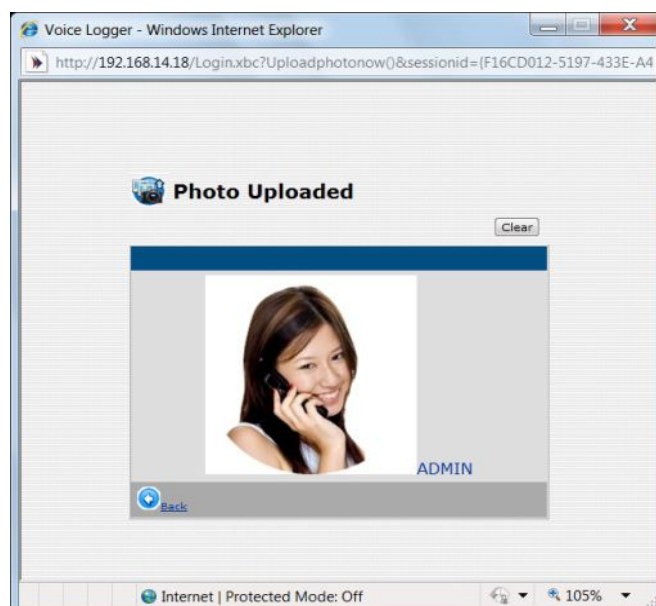 Voice Logger - Windows Internet Explorer
http://192.168.14.18/Login.xbc?Uploadphotonow()&sessionid={F16CD012-5197-433E-A4
Photo Uploaded
Clear
ADMIN
Back
Internet | Protected Mode: Off
105%